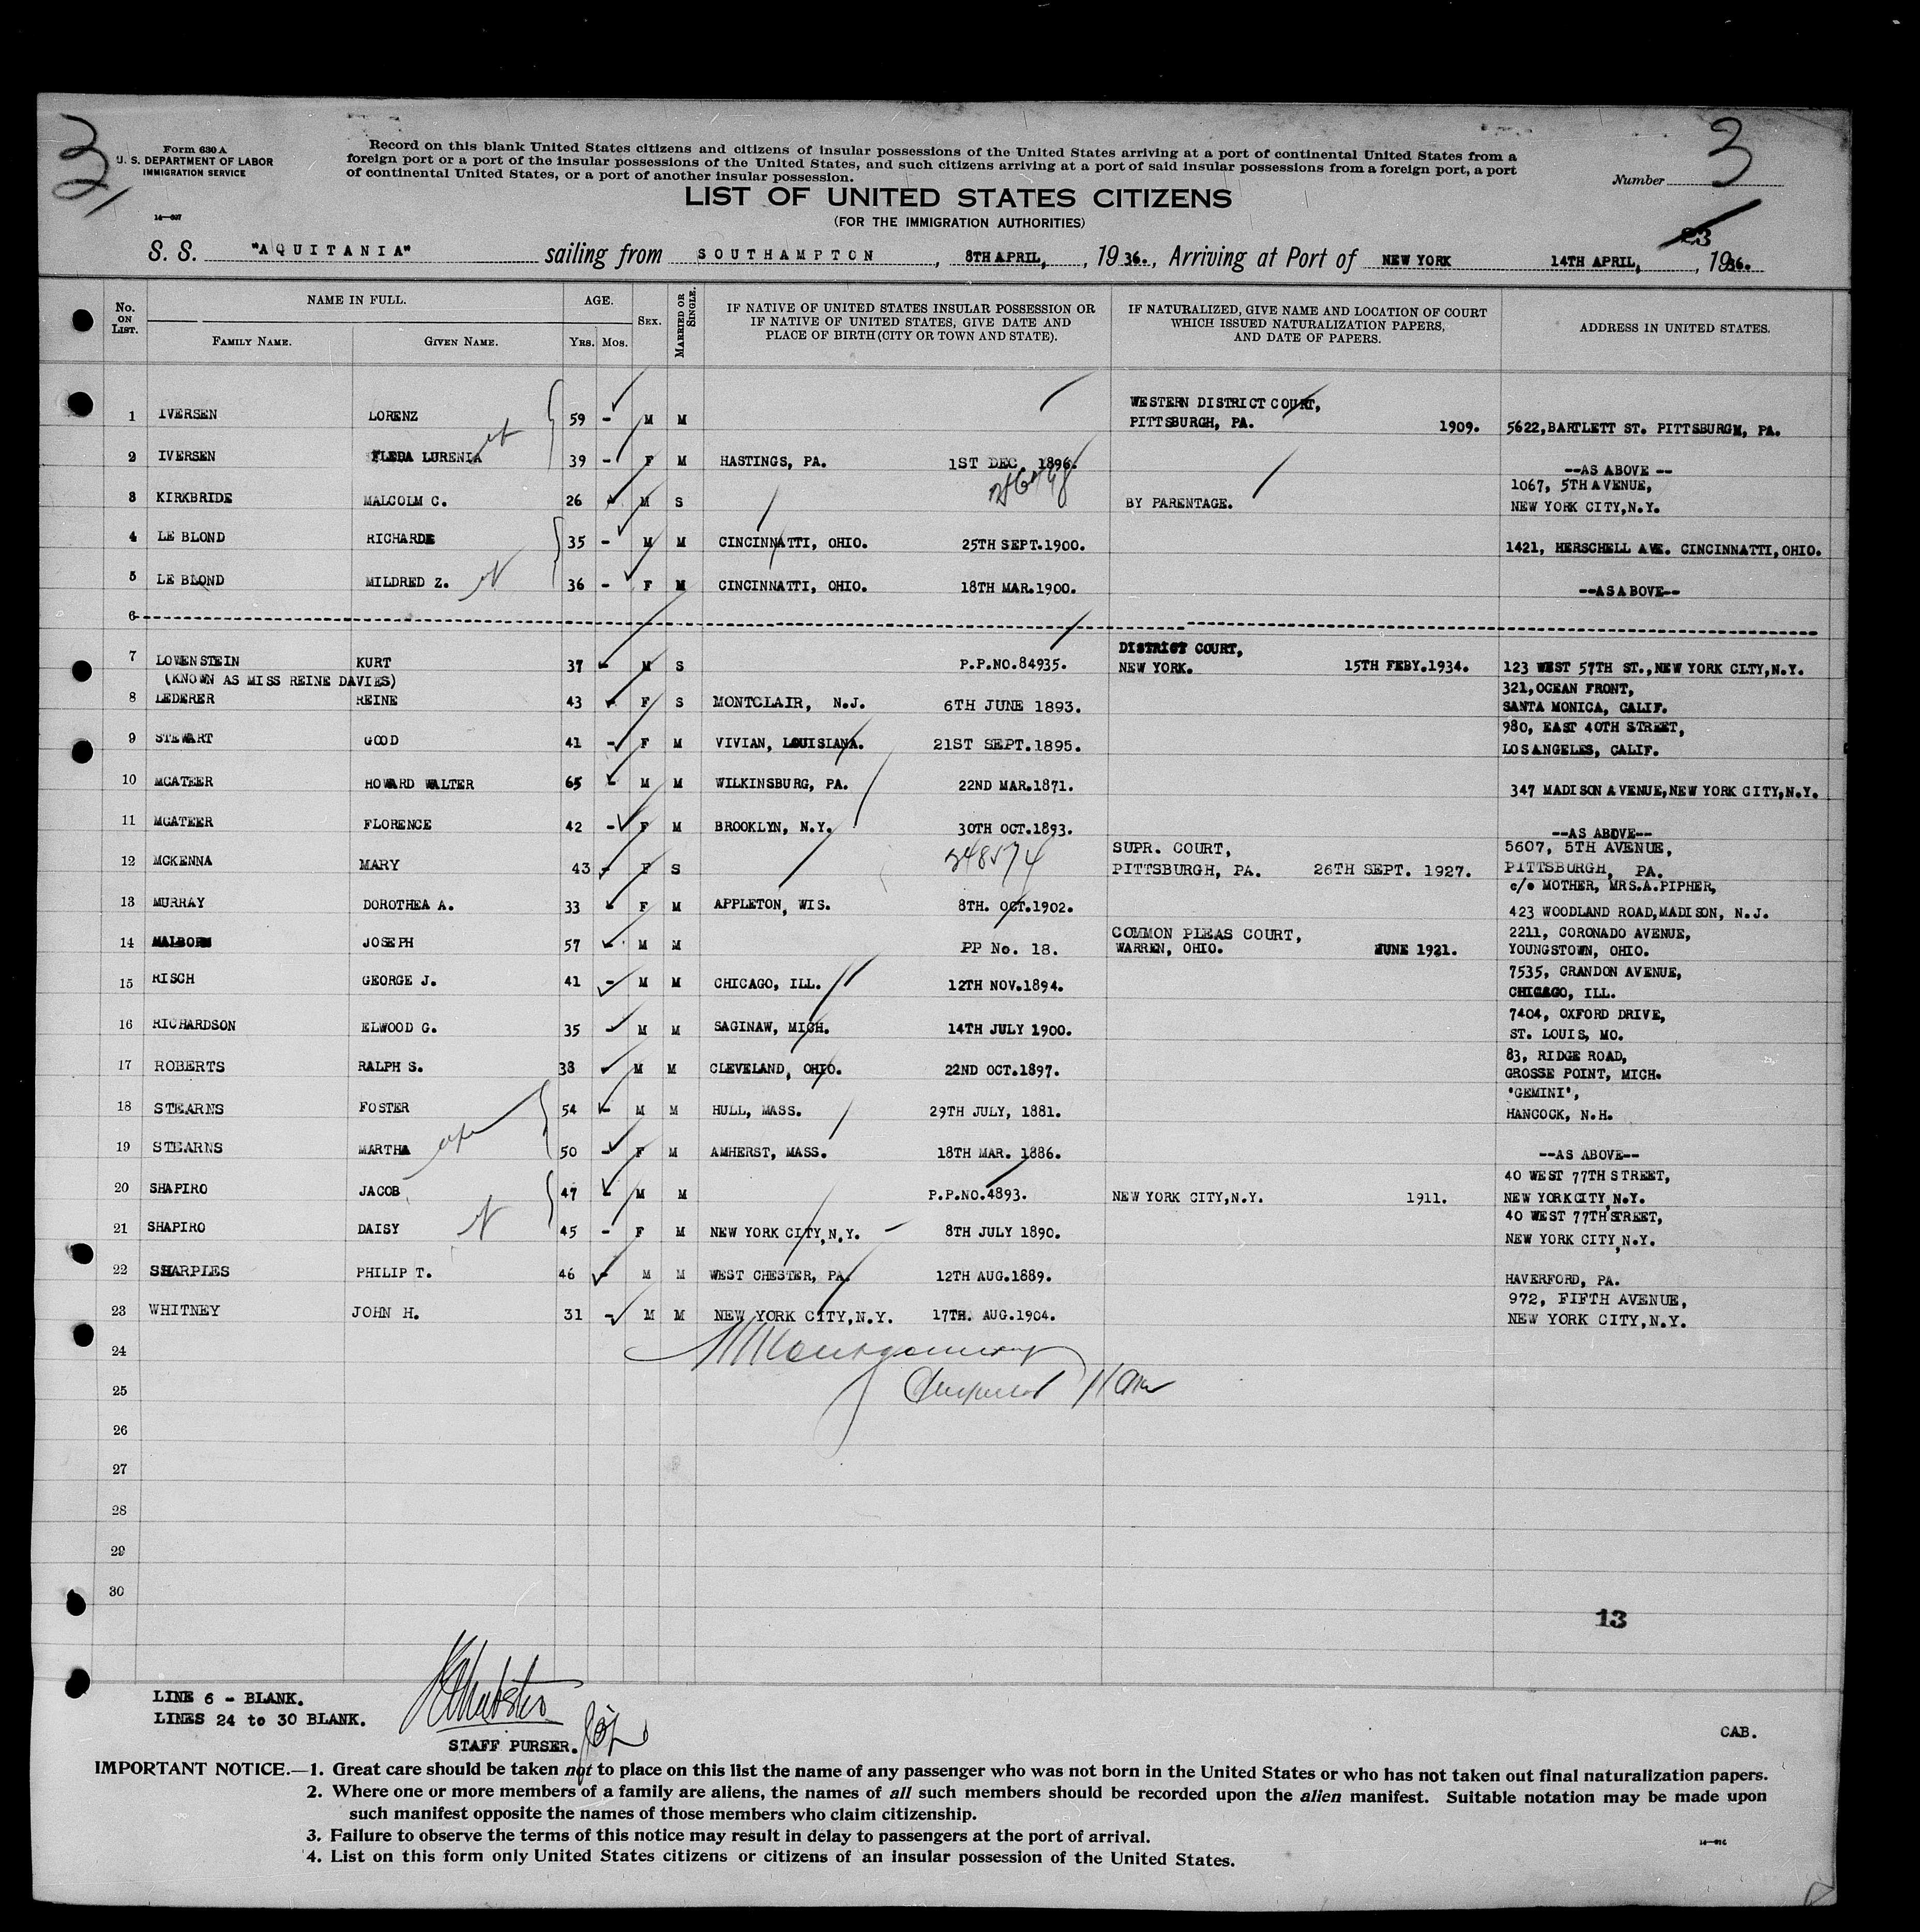 3
Form 630 A
U. S. DEPARTMENT OF LABOR
IMMIGRATION SERVICE
14—697
Record on this blank United States citizens and citizens of insular possessions of the United States arriving at a port of continental United States from a
foreign port or a port of the insular possessions of the United States, and such citizens arriving at a port of said insular possessions from a foreign port, a port
of continental United States, or a port of another insular possession.
LIST OF UNITED STATES CITIZENS
(FOR THE IMMIGRATION AUTHORITIES)
Number 3
23
S. S. "AQUITANIA" sailing from SOUTHAMPTON, 8TH APRIL, , 1936., Arriving at Port of NEW YORK 14TH APRIL, , 1936.
No. ON LIST. NAME IN FULL. FAMILY NAME. GIVEN NAME. AGE. YRS. MOS. SEX. MARRIED OR SINGLE. IF NATIVE OF UNITED STATES INSULAR POSSESSION OR IF NATIVE OF UNITED STATES, GIVE DATE AND PLACE OF BIRTH (CITY OR TOWN AND STATE). IF NATURALIZED, GIVE NAME AND LOCATION OF COURT WHICH ISSUED NATURALIZATION PAPERS, AND DATE OF PAPERS. ADDRESS IN UNITED STATES.
1 IVERSEN LORENZ 59 - M M WESTERN DISTRICT COURT, PITTSBURGH, PA. 1909. 5622, BARTLETT ST. PITTSBURGH, PA.
2 IVERSEN FLEDA LURENIA 39 - F M HASTINGS, PA. 1ST DEC. 1896. --AS ABOVE --
3 KIRKBRIDE MALCOLM C. 26 - M S BY PARENTAGE. 1067, 5TH AVENUE, NEW YORK CITY, N.Y.
4 LE BLOND RICHARD 35 - M M CINCINNATTI, OHIO. 25TH SEPT. 1900. 1421, HERSCHELL AVE. CINCINNATTI, OHIO.
5 LE BLOND MILDRED Z. 36 - F M CINCINNATTI, OHIO. 18TH MAR. 1900. --AS ABOVE--
6
7 LOWENSTEIN KURT 37 - M S P.P.NO.84935. DISTRICT COURT, NEW YORK. 15TH FEBY. 1934. 123 WEST 57TH ST., NEW YORK CITY, N.Y.
(KNOWN AS MISS REINE DAVIES)
8 LEDERER REINE 43 - F S MONTCLAIR, N.J. 6TH JUNE 1893. 321, OCEAN FRONT, SANTA MONICA, CALIF.
9 STEWART GOOD 41 - F M VIVIAN, LOUISIANA. 21ST SEPT. 1895. 980, EAST 40TH STREET, LOS ANGELES, CALIF.
10 MCATEER HOWARD WALTER 65 - M M WILKINSBURG, PA. 22ND MAR. 1871. 347 MADISON AVENUE, NEW YORK CITY, N.Y.
11 MCATEER FLORENCE 42 - F M BROOKLYN, N.Y. 30TH OCT. 1893. --AS ABOVE--
12 MCKENNA MARY 43 - F S 348574 SUPR. COURT, PITTSBURGH, PA. 26TH SEPT. 1927. 5607, 5TH AVENUE, PITTSBURGH, PA.
13 MURRAY DOROTHEA A. 33 - F M APPLETON, WIS. 8TH. OCT. 1902. c/o MOTHER, MRS. A. PIPHER, 423 WOODLAND ROAD, MADISON, N.J.
14 JOSEPH 57 - M M PP No. 18. COMMON PLEAS COURT, WARREN, OHIO. JUNE 1921. 2211, CORONADO AVENUE, YOUNGSTOWN, OHIO.
15 RISCH GEORGE J. 41 - M M CHICAGO, ILL. 12TH NOV. 1894. 7535, CRANDON AVENUE, CHICAGO, ILL.
16 RICHARDSON ELWOOD G. 35 - M M SAGINAW, MICH. 14TH JULY 1900. 7404, OXFORD DRIVE, ST. LOUIS, MO.
17 ROBERTS RALPH S. 38 - M M CLEVELAND, OHIO. 22ND OCT. 1897. 83, RIDGE ROAD, GROSSE POINT, MICH.
18 STEARNS FOSTER 54 - M M HULL, MASS. 29TH JULY, 1881. "GEMINI", HANCOCK, N.H.
19 STEARNS MARTHA 50 - F M AMHERST, MASS. 18TH MAR. 1886. --AS ABOVE--
20 SHAPIRO JACOB 47 - M M P.P.NO.4893. NEW YORK CITY, N.Y. 1911. 40 WEST 77TH STREET, NEW YORK CITY, N.Y.
21 SHAPIRO DAISY 45 - F M NEW YORK CITY, N.Y. 8TH JULY 1890. 40 WEST 77TH STREET, NEW YORK CITY, N.Y.
22 SHARPLES PHILIP T. 46 - M M WEST CHESTER, PA. 12TH AUG. 1889. HAVERFORD, PA.
23 WHITNEY JOHN H. 31 - M M NEW YORK CITY, N.Y. 17TH. AUG. 1904. 972, FIFTH AVENUE, NEW YORK CITY, N.Y.
24
25
26
27
28
29
30
13
LINE 6 - BLANK.
LINES 24 to 30 BLANK.
STAFF PURSER.
CAB.
IMPORTANT NOTICE.—1. Great care should be taken not to place on this list the name of any passenger who was not born in the United States or who has not taken out final naturalization papers.
2. Where one or more members of a family are aliens, the names of all such members should be recorded upon the alien manifest. Suitable notation may be made upon
such manifest opposite the names of those members who claim citizenship.
3. Failure to observe the terms of this notice may result in delay to passengers at the port of arrival.
4. List on this form only United States citizens or citizens of an insular possession of the United States.